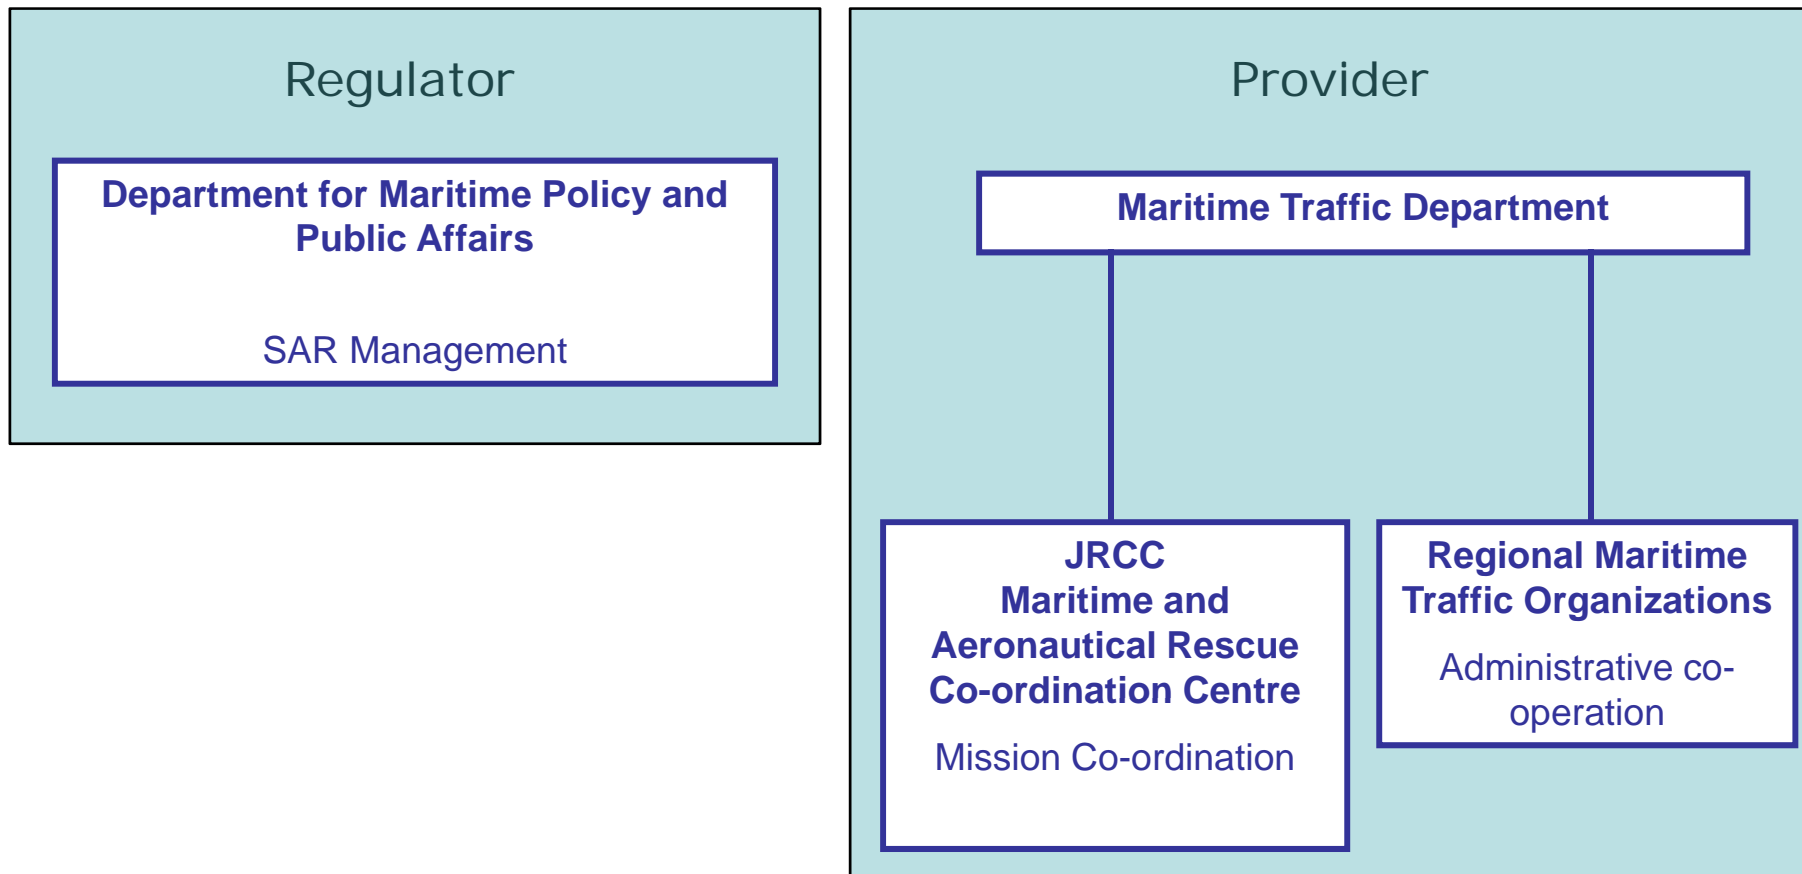 Regulator
Department for Maritime Policy and
Public Affairs
SAR Management
Provider
Maritime Traffic Department
JRCC
Maritime and
Aeronautical Rescue
Co-ordination Centre
Mission Co-ordination
Regional Maritime
Traffic Organizations
Administrative co-
operation